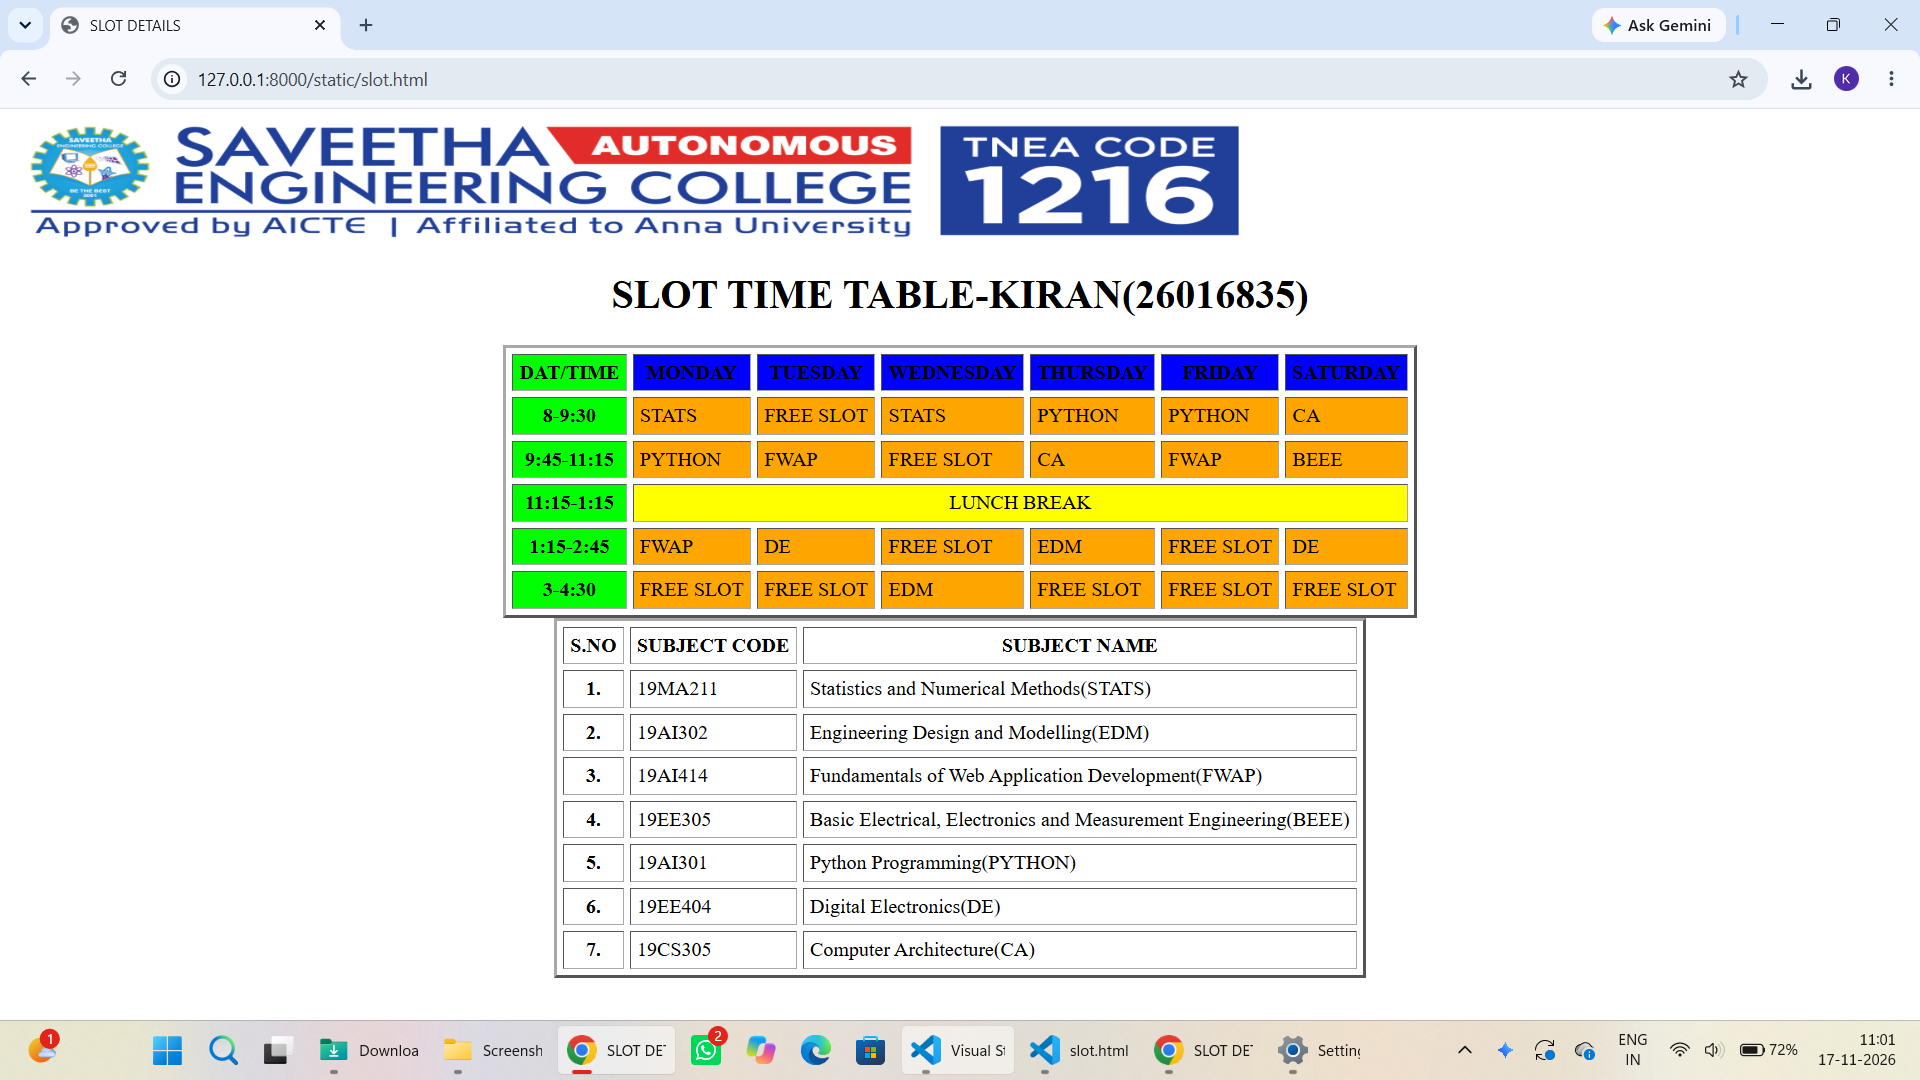 SLOT DETAILS
Ask Gemini
127.0.0.1:8000/static/slot.html
K
SAVEETHA AUTONOMOUS
ENGINEERING COLLEGE
Approved by AICTE | Affiliated to Anna University
TNEA CODE
1216
SLOT TIME TABLE-KIRAN(26016835)
DAT/TIME MONDAY TUESDAY WEDNESDAY THURSDAY FRIDAY SATURDAY
8-9:30 STATS FREE SLOT STATS PYTHON PYTHON CA
9:45-11:15 PYTHON FWAP FREE SLOT CA FWAP BEEE
11:15-1:15 LUNCH BREAK
1:15-2:45 FWAP DE FREE SLOT EDM FREE SLOT DE
3-4:30 FREE SLOT FREE SLOT EDM FREE SLOT FREE SLOT FREE SLOT
S.NO SUBJECT CODE SUBJECT NAME
1. 19MA211 Statistics and Numerical Methods(STATS)
2. 19AI302 Engineering Design and Modelling(EDM)
3. 19AI414 Fundamentals of Web Application Development(FWAP)
4. 19EE305 Basic Electrical, Electronics and Measurement Engineering(BEEE)
5. 19AI301 Python Programming(PYTHON)
6. 19EE404 Digital Electronics(DE)
7. 19CS305 Computer Architecture(CA)
1 Downloa Screensh SLOT DE 2 Visual S slot.html SLOT DE Setting ENG IN 72% 11:01 17-11-2026